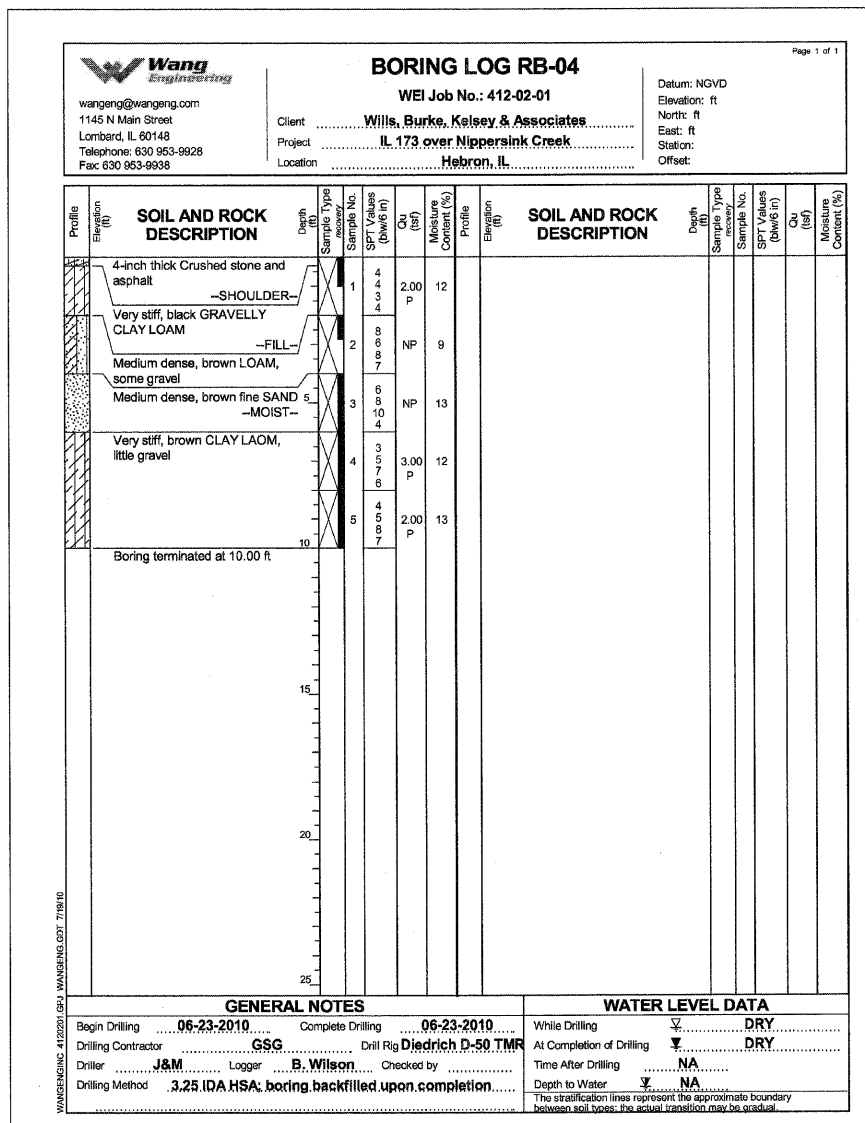 Page 1 of 1
Wang
Engineering
wangeng@wangeng.com
1145 N Main Street
Lombard, IL 60148
Telephone: 630 953-9928
Fax: 630 953-9938
BORING LOG RB-04
WEI Job No.: 412-02-01
Client Wills, Burke, Kelsey & Associates
Project IL 173 over Nippersink Creek
Location Hebron, IL
Datum: NGVD
Elevation: ft
North: ft
East: ft
Station:
Offset:
Profile Elevation (ft) SOIL AND ROCK DESCRIPTION Depth (ft) Sample Type recovery Sample No. SPT Values (blw/6 in) Qu (tsf) Moisture Content (%) Profile Elevation (ft) SOIL AND ROCK DESCRIPTION Depth (ft) Sample Type recovery Sample No. SPT Values (blw/6 in) Qu (tsf) Moisture Content (%)
4-inch thick Crushed stone and
asphalt
--SHOULDER--
1 4 4 3 4 2.00 P 12
Very stiff, black GRAVELLY
CLAY LOAM
--FILL--
2 8 6 8 7 NP 9
Medium dense, brown LOAM,
some gravel
Medium dense, brown fine SAND 5
--MOIST--
3 6 8 10 4 NP 13
Very stiff, brown CLAY LAOM,
little gravel
4 3 5 7 6 3.00 P 12
5 4 5 8 7 2.00 P 13
10
Boring terminated at 10.00 ft
15
20
25
WANGENGINC 4120201.GPJ WANGENG.GDT 7/19/10
GENERAL NOTES
Begin Drilling 06-23-2010 Complete Drilling 06-23-2010
Drilling Contractor GSG Drill Rig Diedrich D-50 TMR
Driller J&M Logger B. Wilson Checked by
Drilling Method 3.25 IDA HSA; boring backfilled upon completion
WATER LEVEL DATA
While Drilling DRY
At Completion of Drilling DRY
Time After Drilling NA
Depth to Water NA
The stratification lines represent the approximate boundary
between soil types; the actual transition may be gradual.